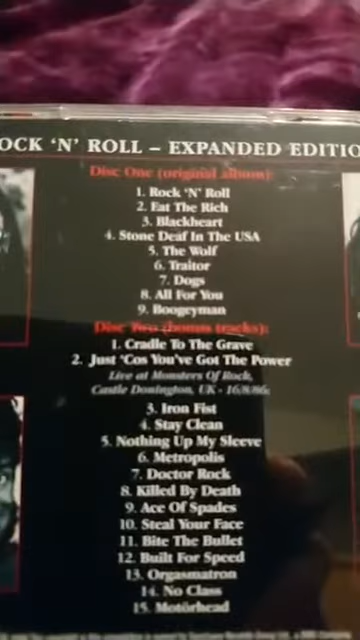 OCK 'N' ROLL – EXPANDED EDITIO
Disc One (original album):
1. Rock 'N' Roll
2. Eat The Rich
3. Blackheart
4. Stone Deaf In The USA
5. The Wolf
6. Traitor
7. Dogs
8. All For You
9. Boogeyman
Disc Two (bonus tracks):
1. Cradle To The Grave
2. Just 'Cos You've Got The Power
Live at Monsters Of Rock,
Castle Donington, UK - 16/8/86:
3. Iron Fist
4. Stay Clean
5. Nothing Up My Sleeve
6. Metropolis
7. Doctor Rock
8. Killed By Death
9. Ace Of Spades
10. Steal Your Face
11. Bite The Bullet
12. Built For Speed
13. Orgasmatron
14. No Class
15. Motörhead